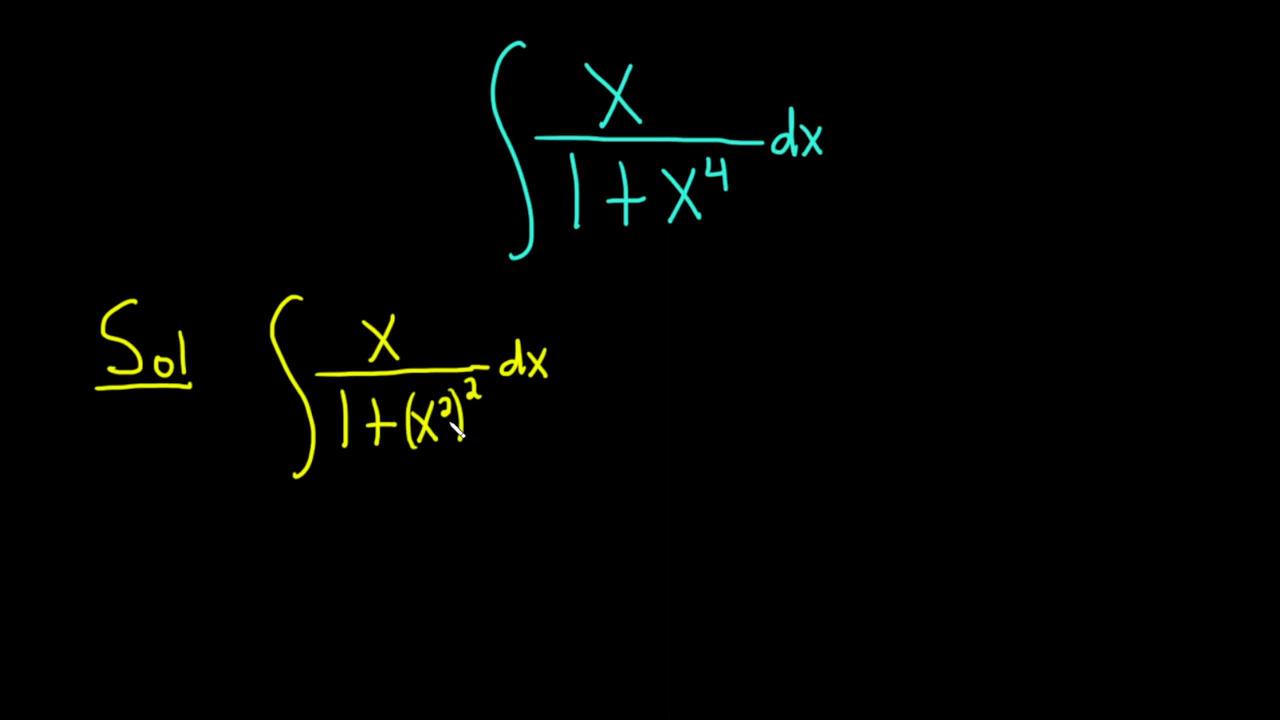 ∫ x/(1+x⁴) dx
Sol ∫ x/(1+(x²)²) dx